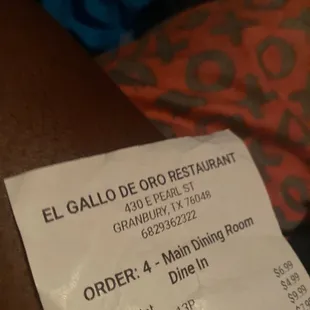 EL GALLO DE ORO RESTAURANT
430 E PEARL ST
GRANBURY, TX 76048
6829362322
ORDER: 4 - Main Dining Room
Dine In
$6.99
$4.99
$9.99